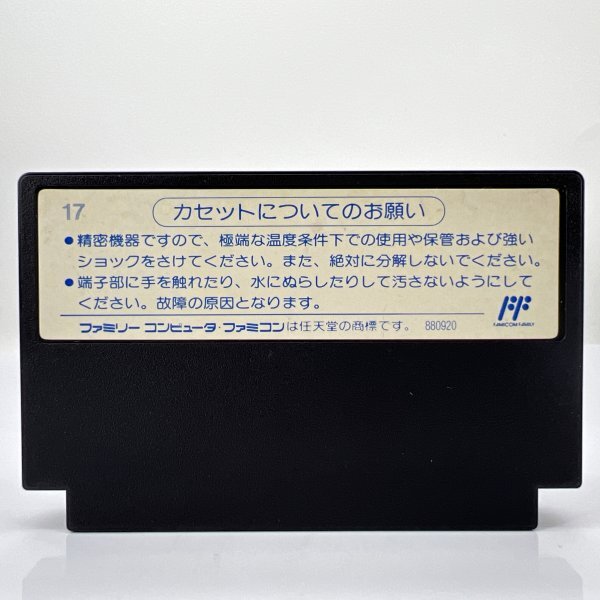 17
カセットについてのお願い
●精密機器ですので、極端な温度条件下での使用や保管および強い
ショックをさけてください。また、絶対に分解しないでください。
●端子部に手を触れたり、水にぬらしたりして汚さないようにして
ください。故障の原因となります。
FF
FAMICOM FAMILY
ファミリー コンピュータ・ファミコンは任天堂の商標です。 880920